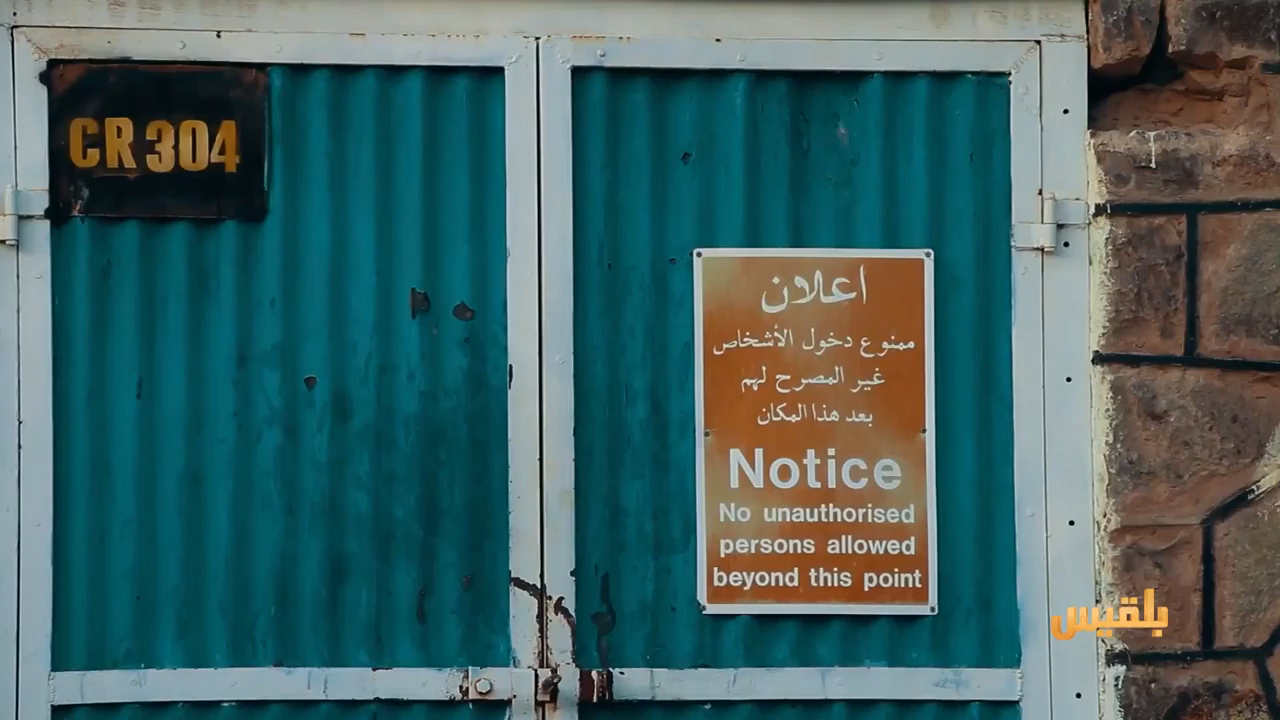 CR 304
اعلان
ممنوع دخول الأشخاص
غير المصرح لهم
بعد هذا المكان
Notice
No unauthorised
persons allowed
beyond this point
بلقيس